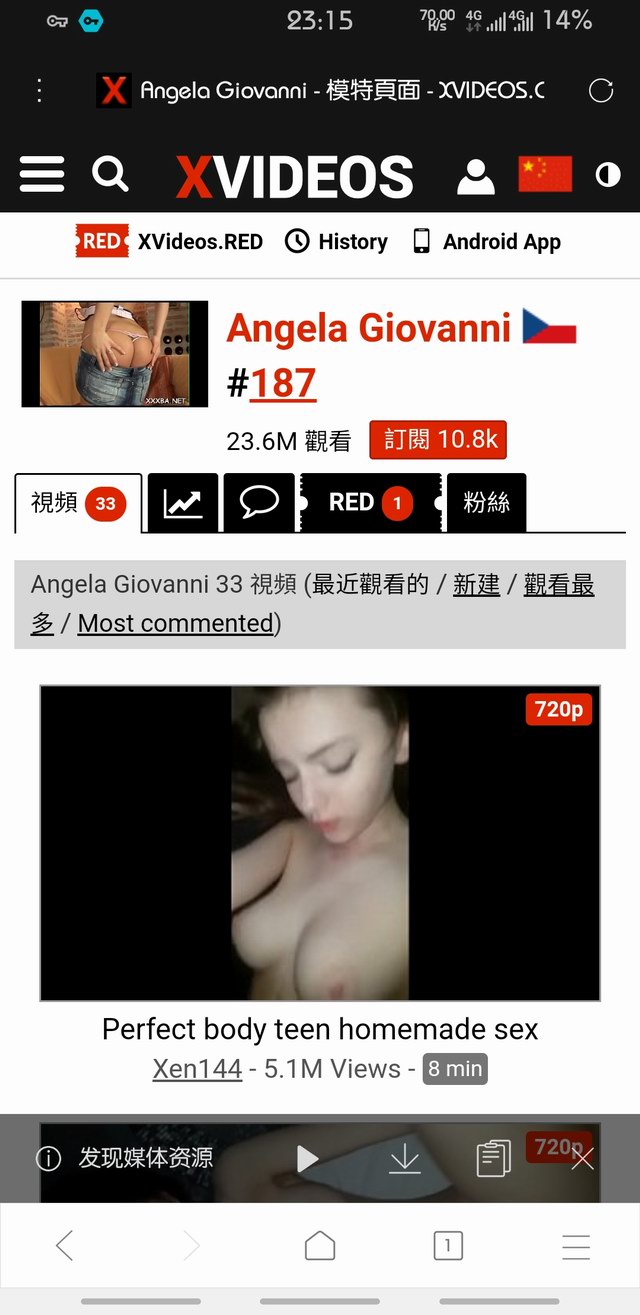 23:15
70.00 K/s
4G
4G
14%
X
Angela Giovanni - 模特頁面 - XVIDEOS.C
XVIDEOS
RED XVideos.RED History Android App
XXXBA.NET
Angela Giovanni
#187
23.6M 觀看 訂閱 10.8k
視頻 33 RED 1 粉絲
Angela Giovanni 33 視頻 (最近觀看的 / 新建 / 觀看最
多 / Most commented)
720p
Perfect body teen homemade sex
Xen144 - 5.1M Views - 8 min
发现媒体资源
720p
1